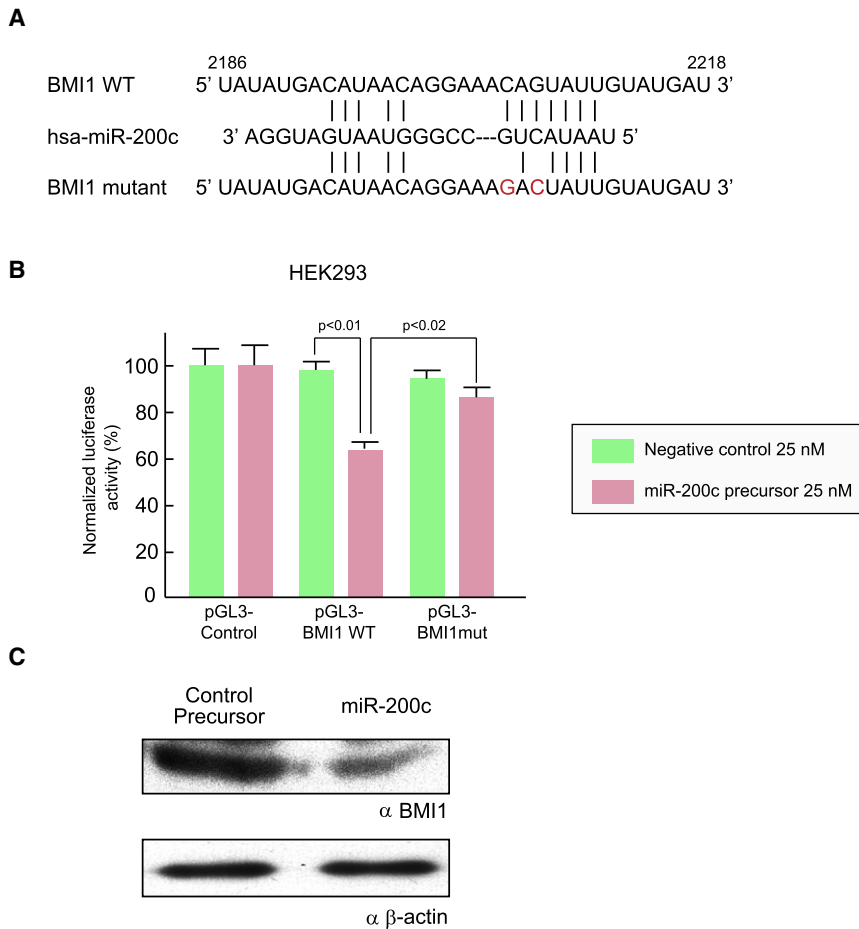 A
2186 2218
BMI1 WT 5’ UAUAUGACAUAACAGGAAACAGUAUUGUAUGAU 3’
hsa-miR-200c 3’ AGGUAGUAAUGGGCC---GUCAUAAU 5’
BMI1 mutant 5’ UAUAUGACAUAACAGGAAAGACUAUUGUAUGAU 3’
B
HEK293
p<0.01 p<0.02
Normalized luciferase
activity (%)
100
80
60
40
20
0
pGL3- pGL3- pGL3-
Control BMI1 WT BMI1mut
Negative control 25 nM
miR-200c precursor 25 nM
C
Control
Precursor miR-200c
α BMI1
α β-actin